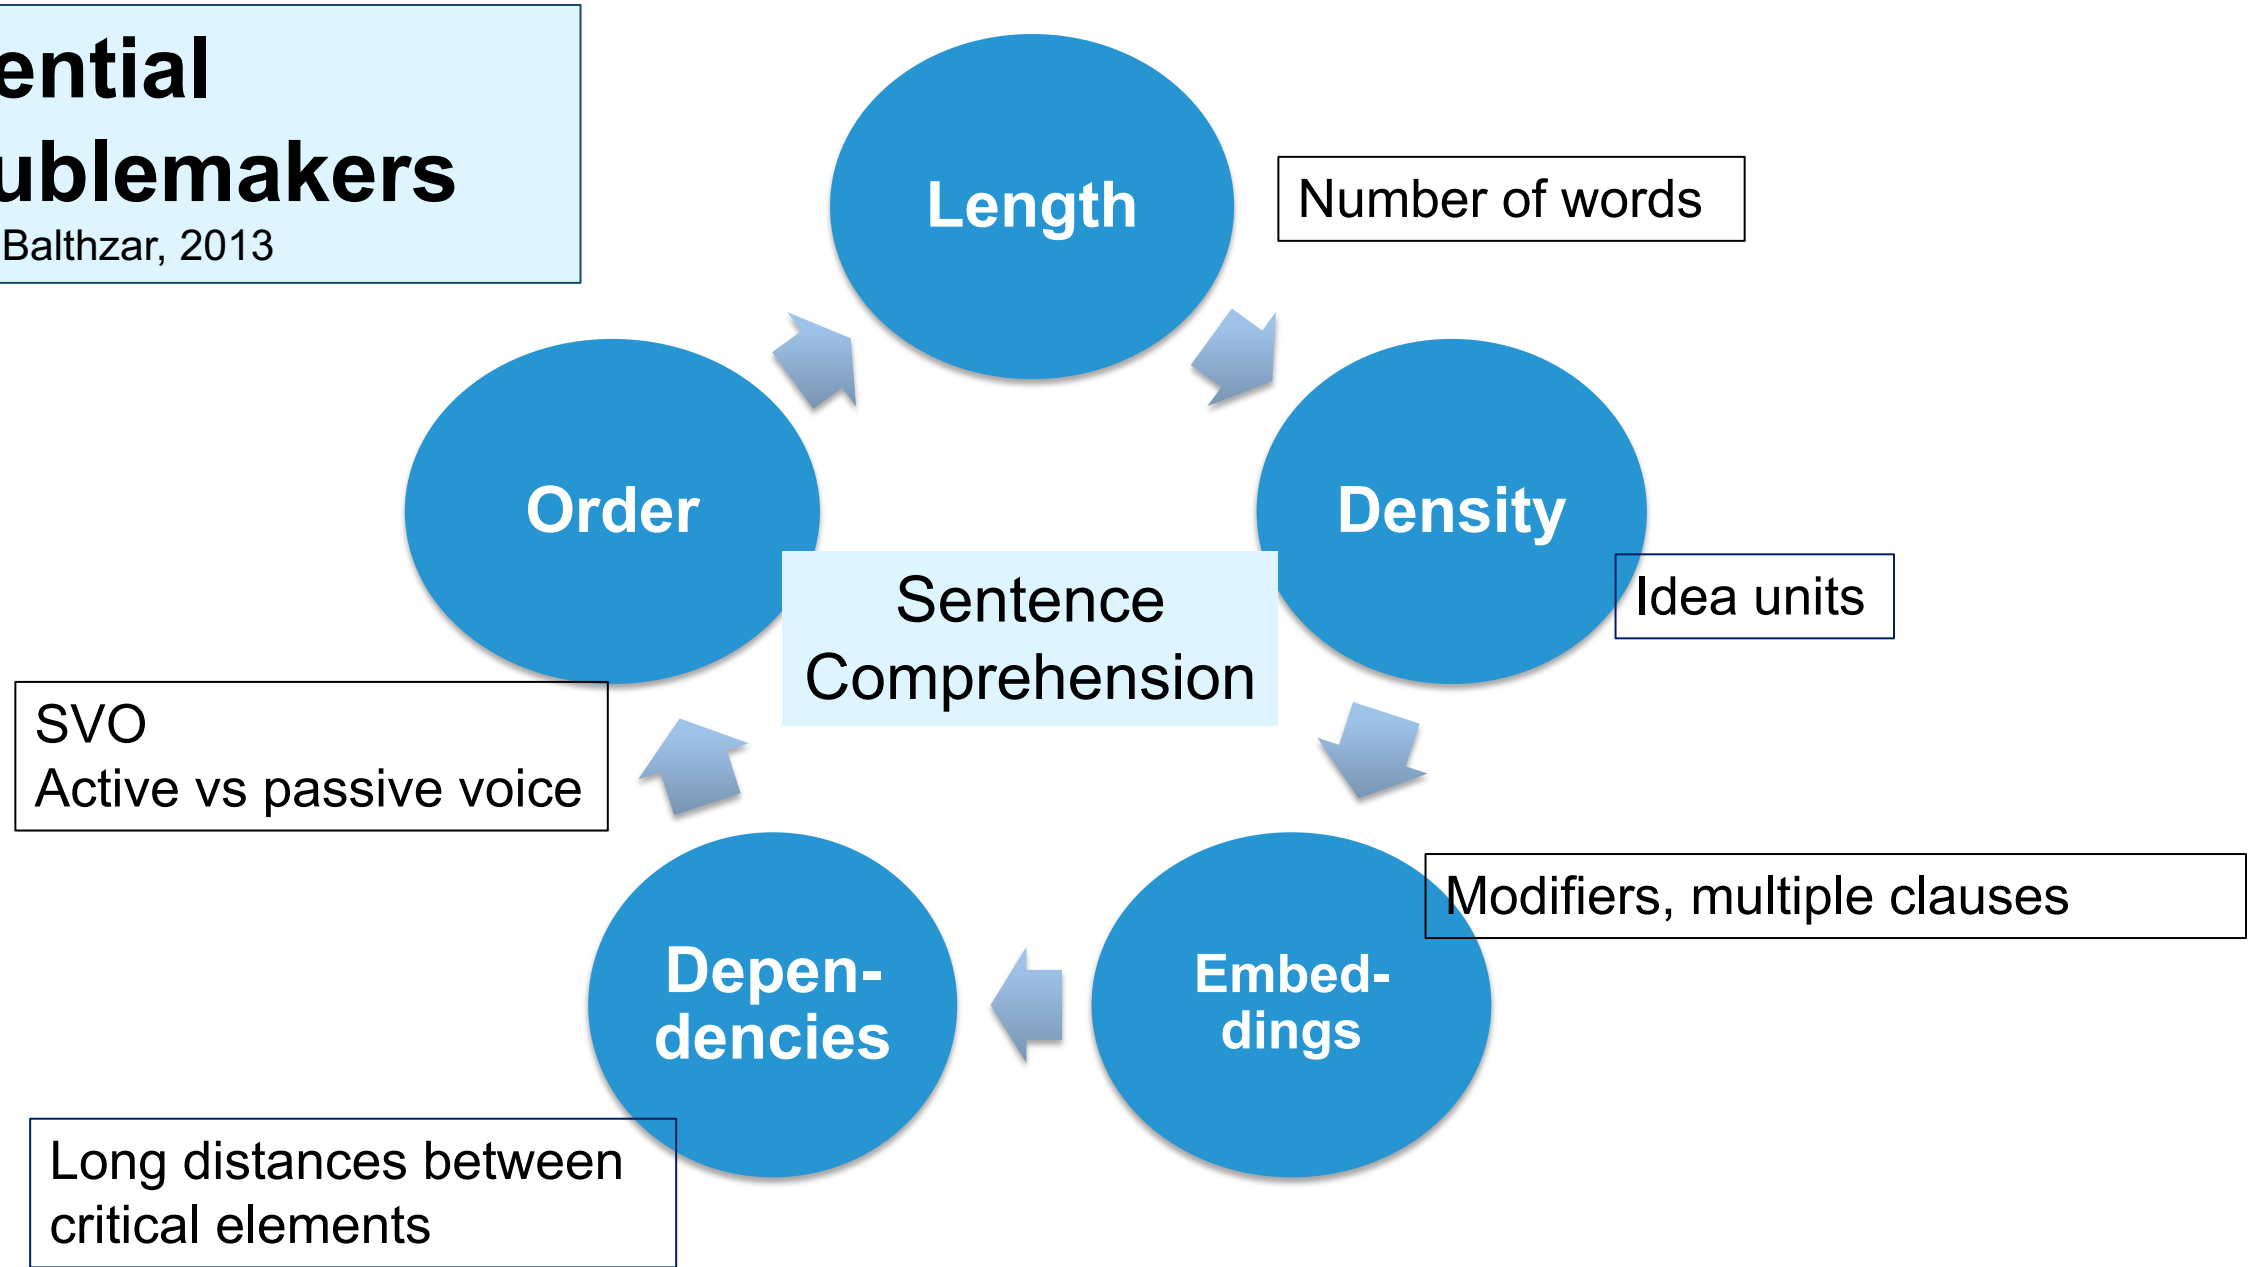 ential
ublemakers
Balthzar, 2013
Length
Number of words
Order
Density
Sentence
Comprehension
Idea units
SVO
Active vs passive voice
Modifiers, multiple clauses
Depen-
dencies
Embed-
dings
Long distances between
critical elements